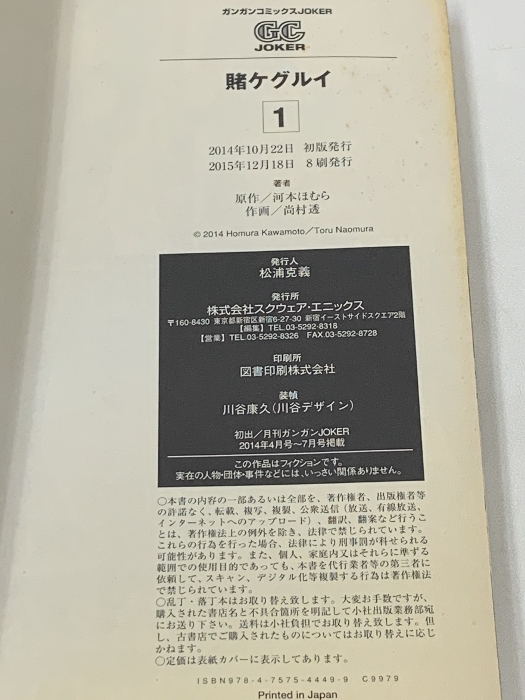 ガンガンコミックスJOKER
GC
JOKER
賭ケグルイ
1
2014年10月22日 初版発行
2015年12月18日 8刷発行
著者
原作／河本ほむら
作画／尚村透
© 2014 Homura Kawamoto／Toru Naomura
発行人
松浦克義
発行所
株式会社スクウェア・エニックス
〒160-8430 東京都新宿区新宿6-27-30 新宿イーストサイドスクエア2階
【編集】TEL.03-5292-8318
【営業】TEL.03-5292-8326 FAX.03-5292-8728
印刷所
図書印刷株式会社
装幀
川谷康久（川谷デザイン）
初出／月刊ガンガンJOKER
2014年4月号〜7月号掲載
この作品はフィクションです。
実在の人物・団体・事件などには、いっさい関係ありません。
○本書の内容の一部あるいは全部を、著作権者、出版権者等
の許諾なく、転載、複写、複製、公衆送信（放送、有線放送、
インターネットへのアップロード）、翻訳、翻案など行うこ
とは、著作権法上の例外を除き、法律で禁じられています。
これらの行為を行った場合、法律により刑事罰が科せられる
可能性があります。また、個人、家庭内又はそれらに準ずる
範囲での使用目的であっても、本書を代行業者等の第三者に
依頼して、スキャン、デジタル化等複製する行為は著作権法
で禁じられています。
○乱丁・落丁本はお取り替え致します。大変お手数ですが、
購入された書店名と不具合箇所を明記して小社出版業務部宛
にお送り下さい。送料は小社負担でお取り替え致します。但
し、古書店でご購入されたものについてはお取り替えに応じ
かねます。
○定価は表紙カバーに表示してあります。
ISBN978-4-7575-4449-9 C9979
Printed in Japan